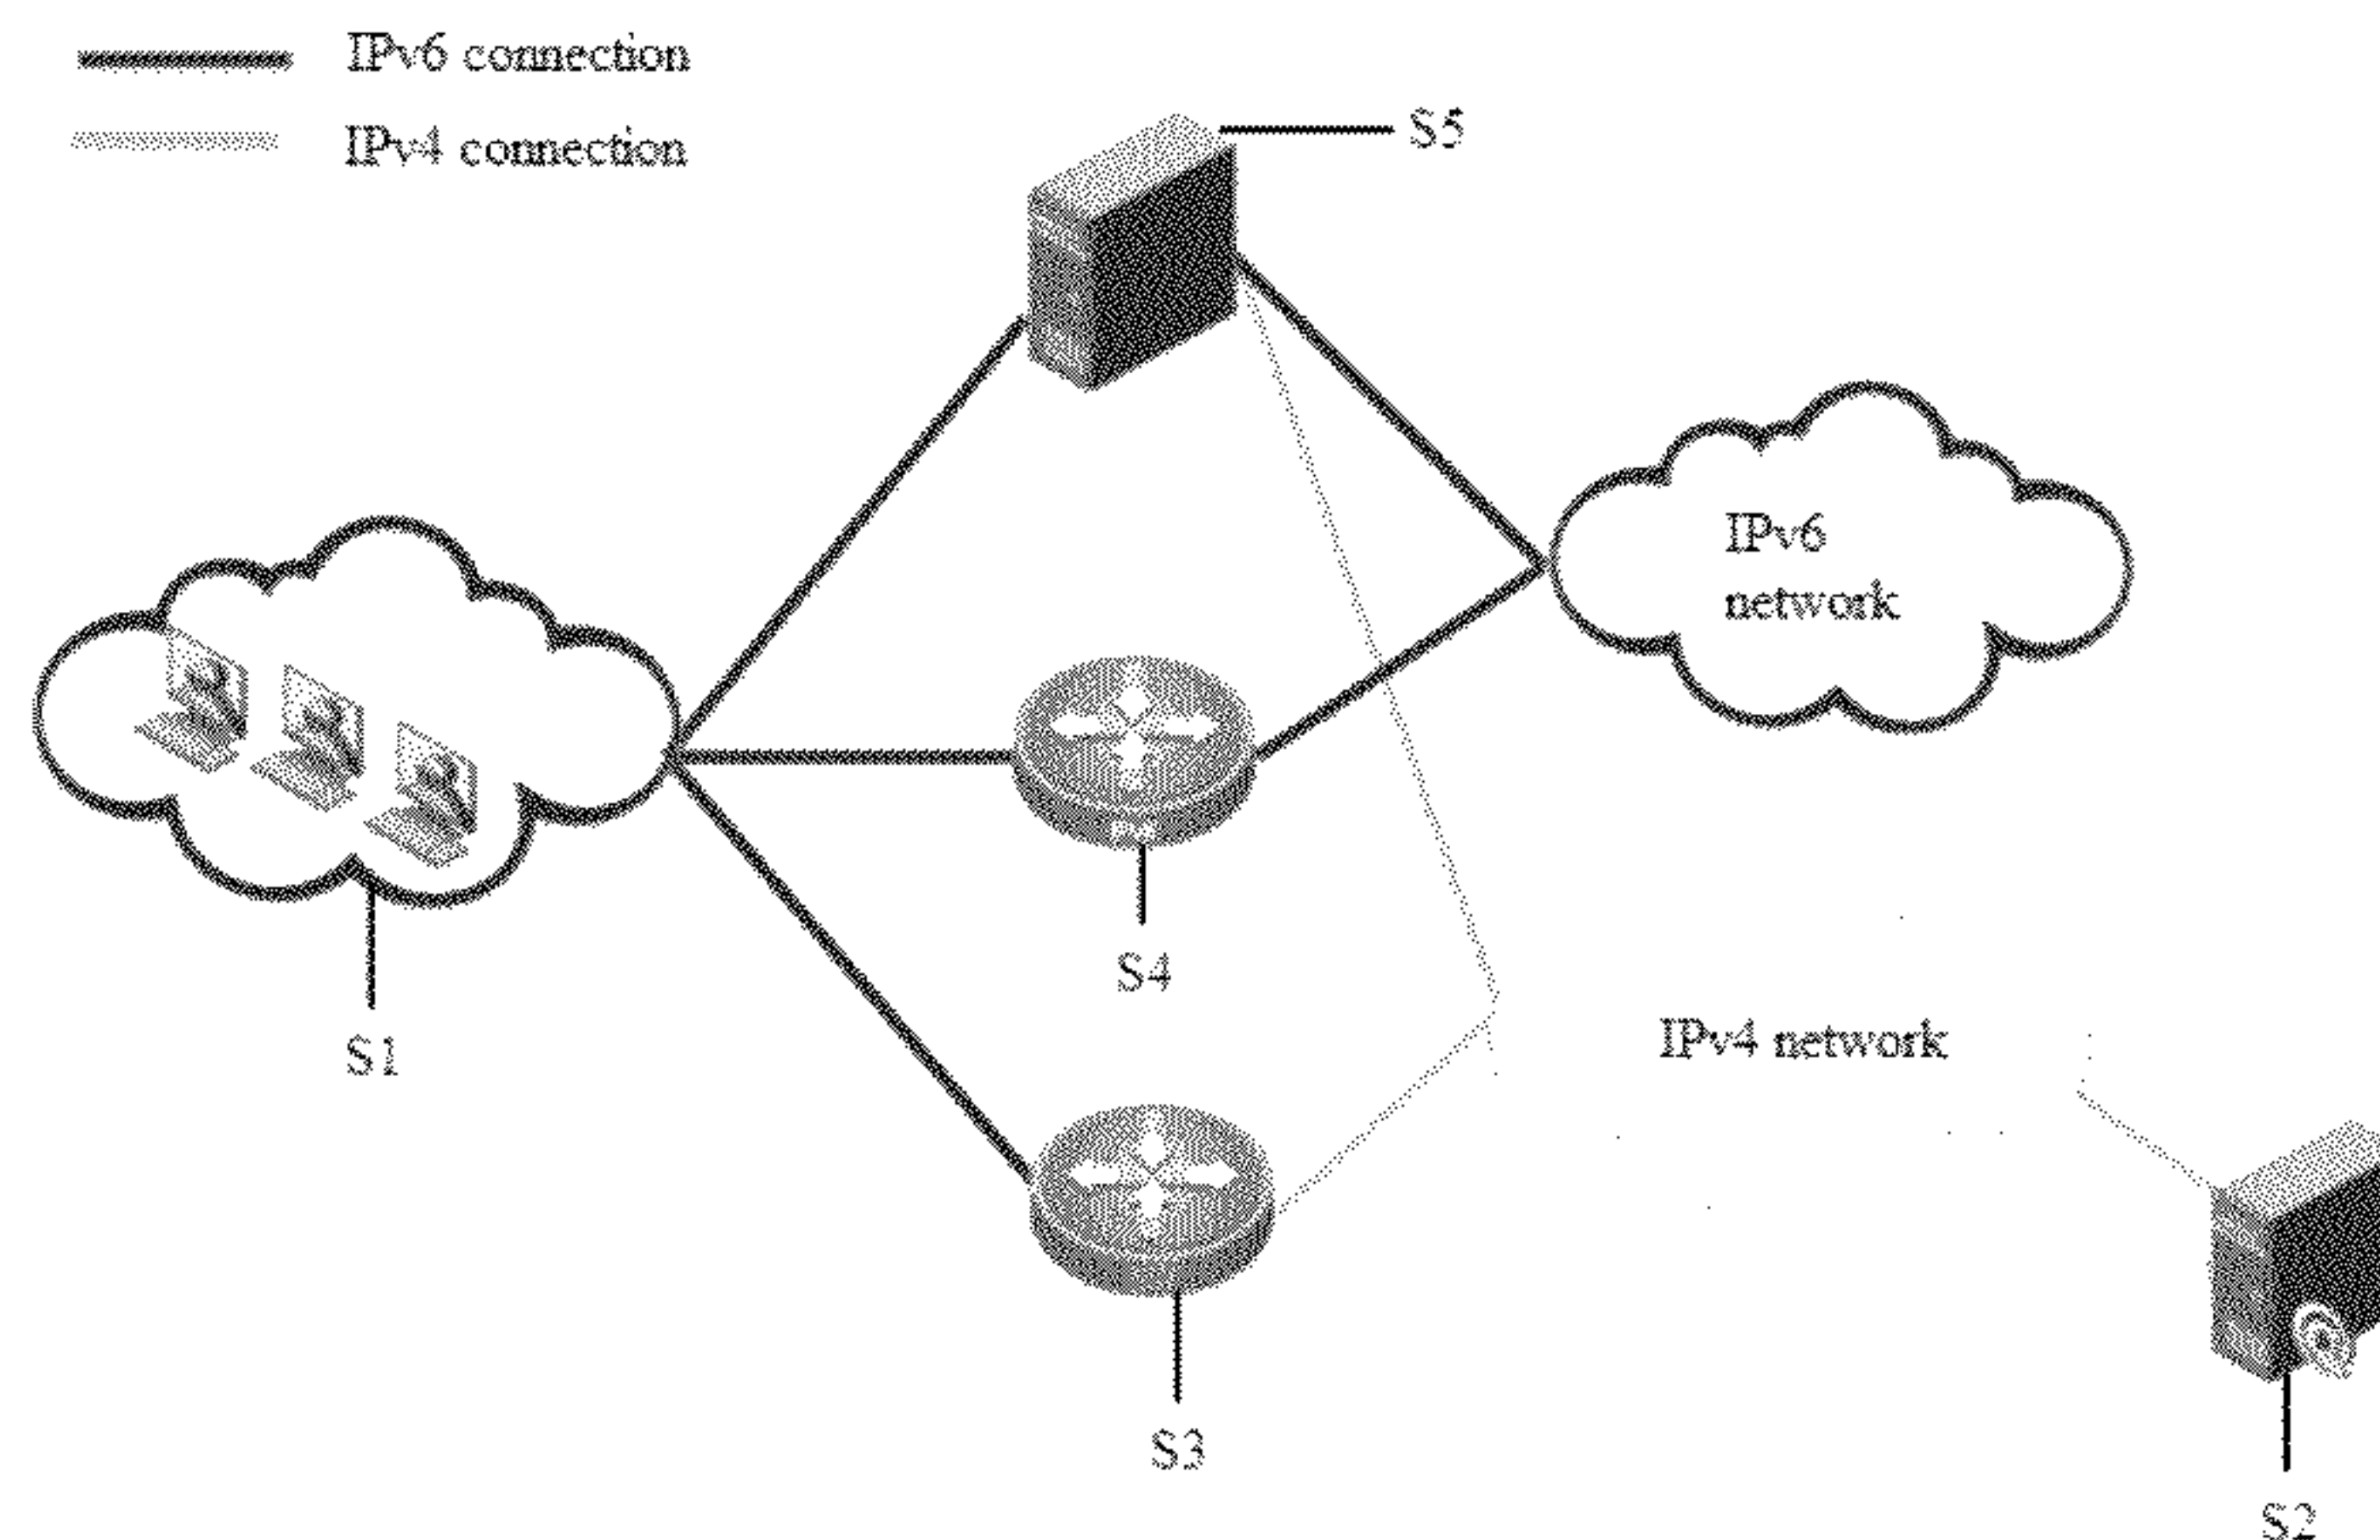 IPv6 connection
IPv4 connection
S5
IPv6
network
S4
IPv4 network
S1
S3
S2